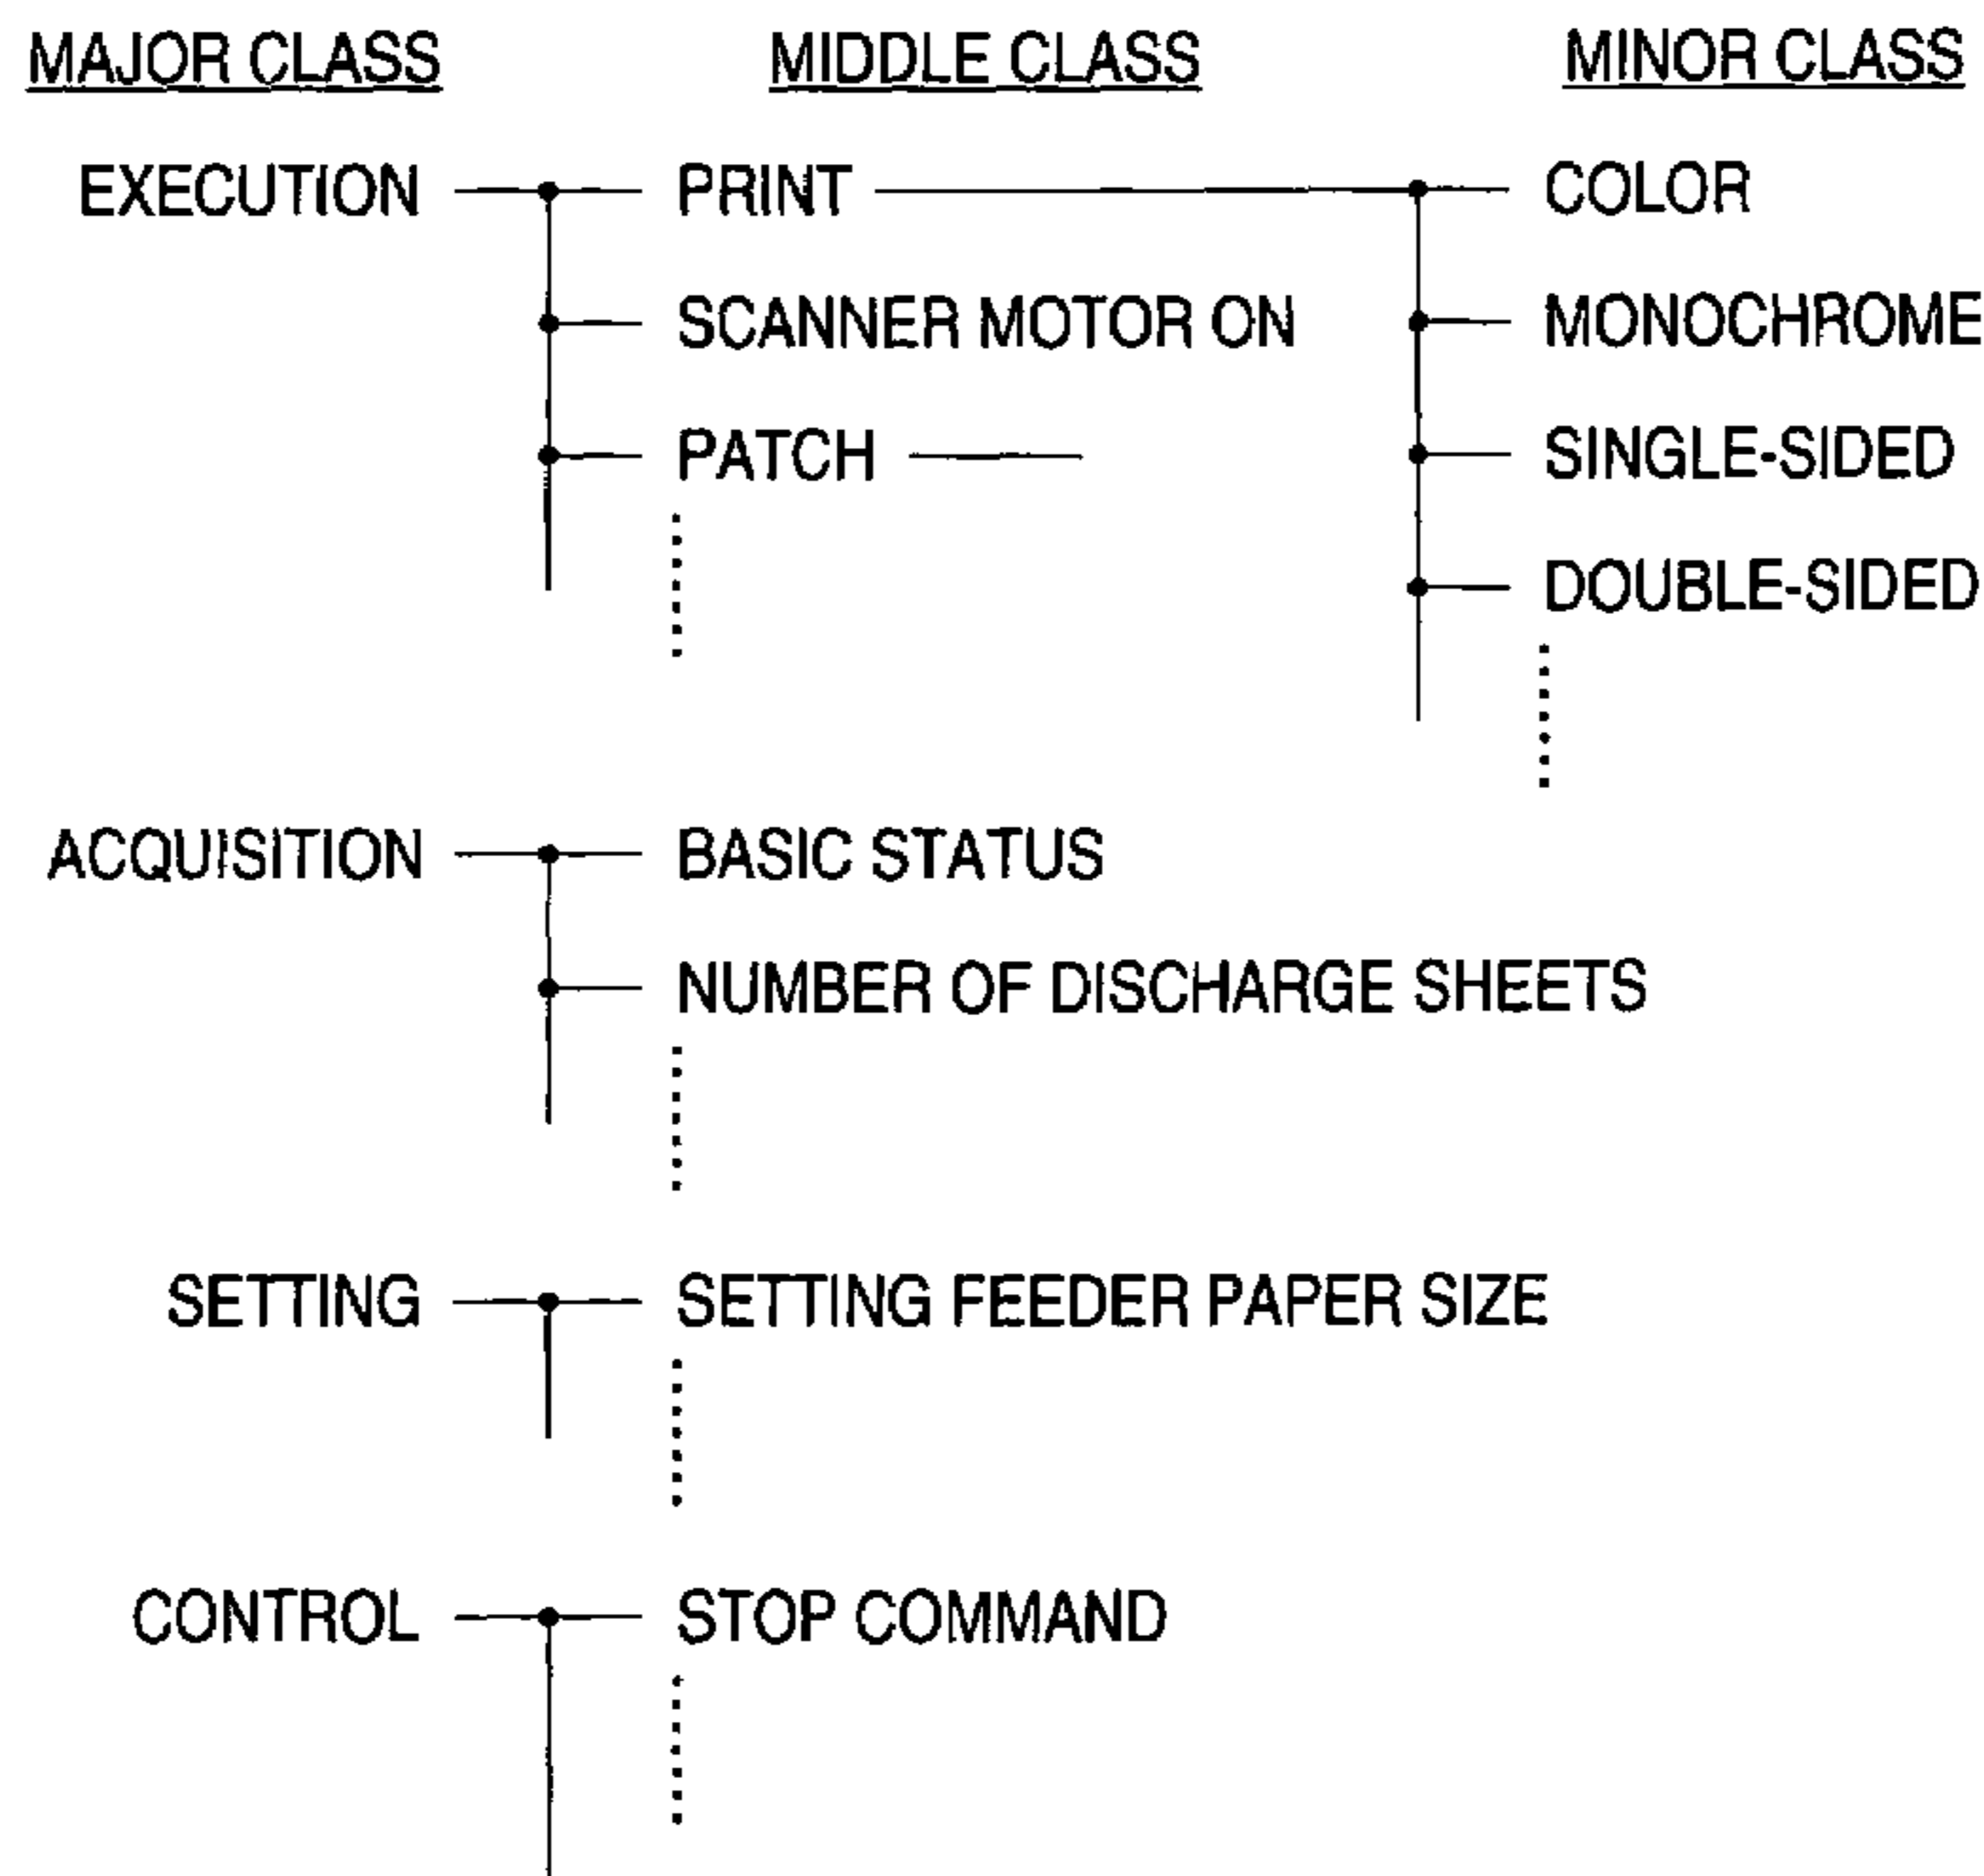 MAJOR CLASS MIDDLE CLASS MINOR CLASS
EXECUTION PRINT COLOR
SCANNER MOTOR ON MONOCHROME
PATCH SINGLE-SIDED
DOUBLE-SIDED
ACQUISITION BASIC STATUS
NUMBER OF DISCHARGE SHEETS
SETTING SETTING FEEDER PAPER SIZE
CONTROL STOP COMMAND